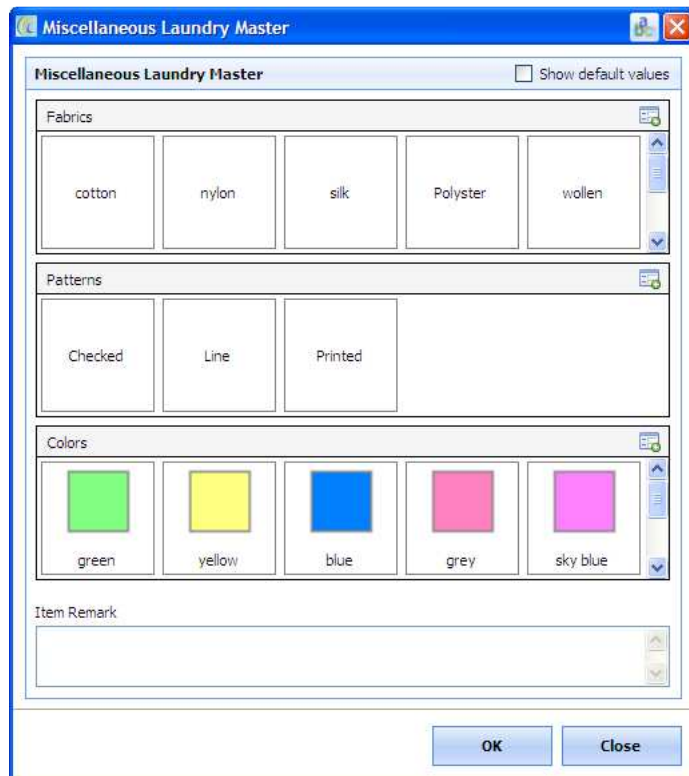 Miscellaneous Laundry Master
Miscellaneous Laundry Master Show default values
Fabrics
cotton nylon silk Polyster wollen
Patterns
Checked Line Printed
Colors
green yellow blue grey sky blue
Item Remark
OK Close